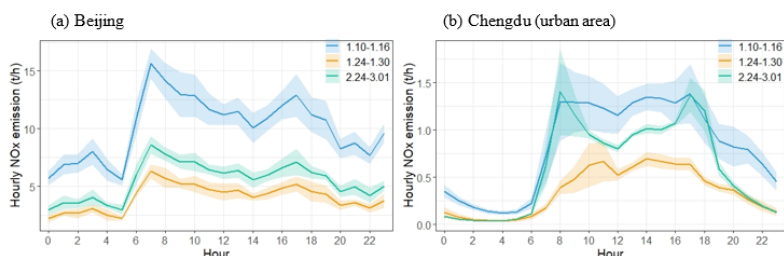 (a) Beijing
(b) Chengdu (urban area)
Hourly NOx emission (t/h)
15
10
5
1.10-1.16
1.24-1.30
2.24-3.01
0 2 4 6 8 10 12 14 16 18 20 22
Hour
Hourly NOx emission (t/h)
1.5
1.0
0.5
0.0
1.10-1.16
1.24-1.30
2.24-3.01
0 2 4 6 8 10 12 14 16 18 20 22
Hour